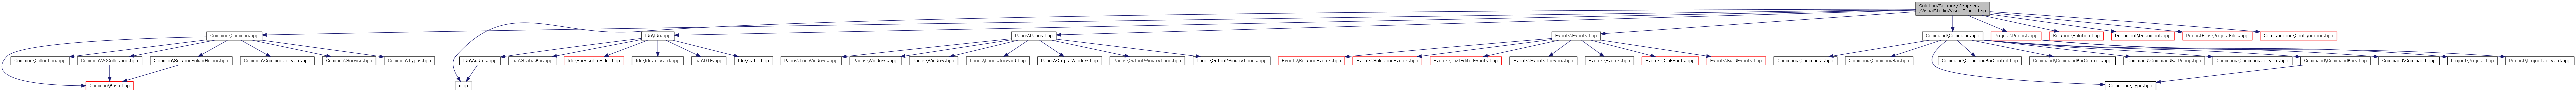 Solution/Solution/Wrappers
/VisualStudio/VisualStudio.hpp
Common\Common.hpp
Ide\Ide.hpp
Panes\Panes.hpp
Events\Events.hpp
Command\Command.hpp
Project\Project.hpp
Solution\Solution.hpp
Document\Document.hpp
ProjectFiles\ProjectFiles.hpp
Configuration\Configuration.hpp
Common\Collection.hpp
Common\YCCollection.hpp
Common\SolutionFolderHelper.hpp
Common\Common.forward.hpp
Common\Service.hpp
Common\Types.hpp
Ide\AddIns.hpp
Ide\StatusBar.hpp
Ide\ServiceProvider.hpp
Ide\Ide.forward.hpp
Ide\DTE.hpp
Ide\AddIn.hpp
Panes\ToolWindows.hpp
Panes\Windows.hpp
Panes\Window.hpp
Panes\Panes.forward.hpp
Panes\OutputWindow.hpp
Panes\OutputWindowPane.hpp
Panes\OutputWindowPanes.hpp
Events\SolutionEvents.hpp
Events\SelectionEvents.hpp
Events\TextEditorEvents.hpp
Events\Events.forward.hpp
Events\Events.hpp
Events\DteEvents.hpp
Events\BuildEvents.hpp
Command\Commands.hpp
Command\CommandBar.hpp
Command\CommandBarControl.hpp
Command\CommandBarControls.hpp
Command\CommandBarPopup.hpp
Command\Command.forward.hpp
Command\CommandBars.hpp
Command\Command.hpp
Project\Project.hpp
Project\Project.forward.hpp
Common\Base.hpp
map
Command\Type.hpp